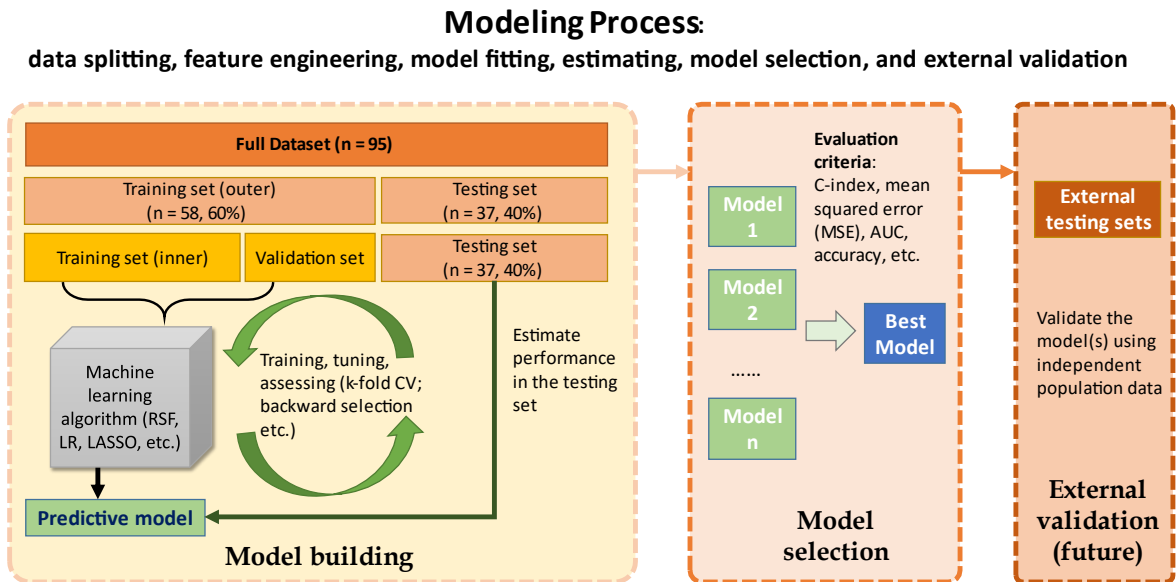 Modeling Process:
data splitting, feature engineering, model fitting, estimating, model selection, and external validation
Full Dataset (n = 95)
Training set (outer)
(n = 58, 60%)
Testing set
(n = 37, 40%)
Training set (inner)
Validation set
Testing set
(n = 37, 40%)
Machine
learning
algorithm (RSF,
LR, LASSO, etc.)
Training, tuning,
assessing (k-fold CV;
backward selection
etc.)
Estimate
performance
in the testing
set
Predictive model
Model building
Evaluation
criteria:
C-index, mean
squared error
(MSE), AUC,
accuracy, etc.
Model
1
Model
2
......
Model
n
Best
Model
Model
selection
External
testing sets
Validate the
model(s) using
independent
population data
External
validation
(future)